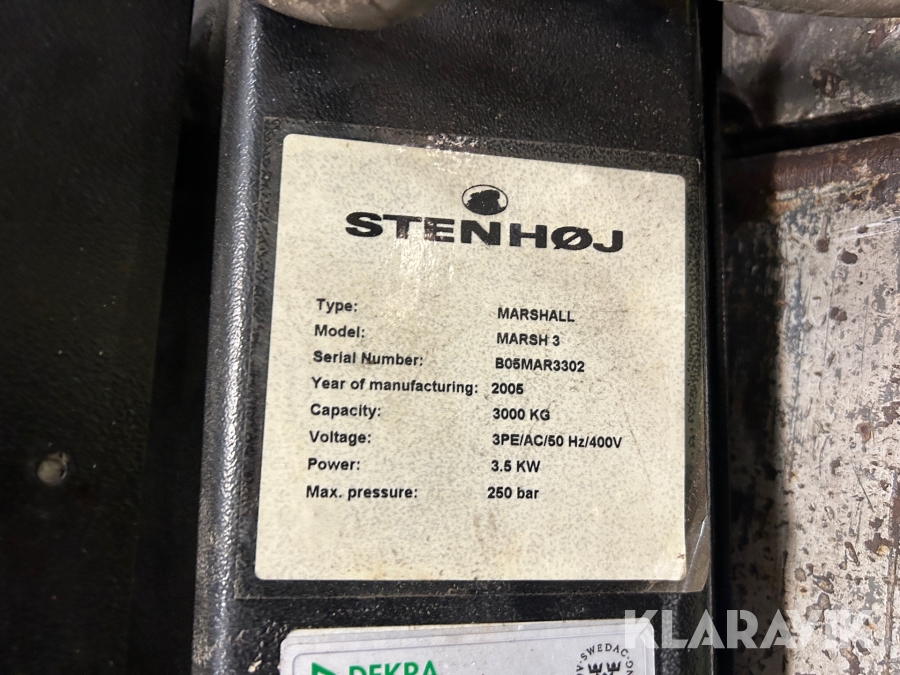 STENHØJ
Type: MARSHALL
Model: MARSH 3
Serial Number: B05MAR3302
Year of manufacturing: 2005
Capacity: 3000 KG
Voltage: 3PE/AC/50 Hz/400V
Power: 3.5 KW
Max. pressure: 250 bar
DEKRA
SWEDAC
KLARAVIK